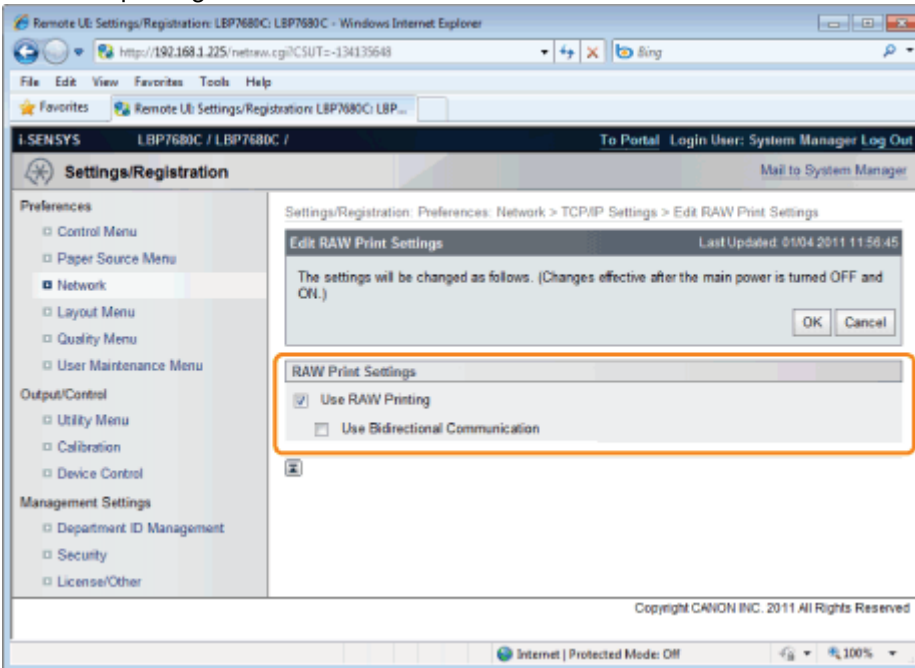 Remote UI: Settings/Registration: LBP7680C: LBP7680C - Windows Internet Explorer
http://192.168.1.225/netraw.cgi?CSUT=-134135648
Bing
File Edit View Favorites Tools Help
Favorites
Remote UI: Settings/Registration: LBP7680C: LBP...
i-SENSYS LBP7680C / LBP7680C / To Portal Login User: System Manager Log Out
Settings/Registration Mail to System Manager
Preferences
Control Menu
Paper Source Menu
Network
Layout Menu
Quality Menu
User Maintenance Menu
Output/Control
Utility Menu
Calibration
Device Control
Management Settings
Department ID Management
Security
License/Other
Settings/Registration: Preferences: Network > TCP/IP Settings > Edit RAW Print Settings
Edit RAW Print Settings Last Updated: 01/04 2011 11:56:45
The settings will be changed as follows. (Changes effective after the main power is turned OFF and
ON.)
OK Cancel
RAW Print Settings
Use RAW Printing
Use Bidirectional Communication
Copyright CANON INC. 2011 All Rights Reserved
Internet | Protected Mode: Off 100%